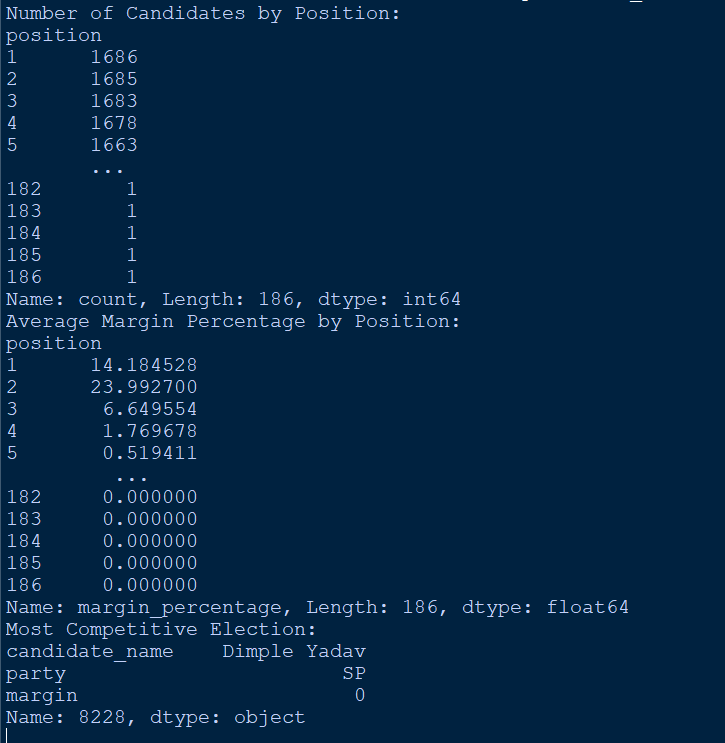 Number of Candidates by Position:
position
1      1686
2      1685
3      1683
4      1678
5      1663
       ...
182       1
183       1
184       1
185       1
186       1
Name: count, Length: 186, dtype: int64
Average Margin Percentage by Position:
position
1      14.184528
2      23.992700
3       6.649554
4       1.769678
5       0.519411
         ...
182     0.000000
183     0.000000
184     0.000000
185     0.000000
186     0.000000
Name: margin_percentage, Length: 186, dtype: float64
Most Competitive Election:
candidate_name    Dimple Yadav
party                       SP
margin                       0
Name: 8228, dtype: object